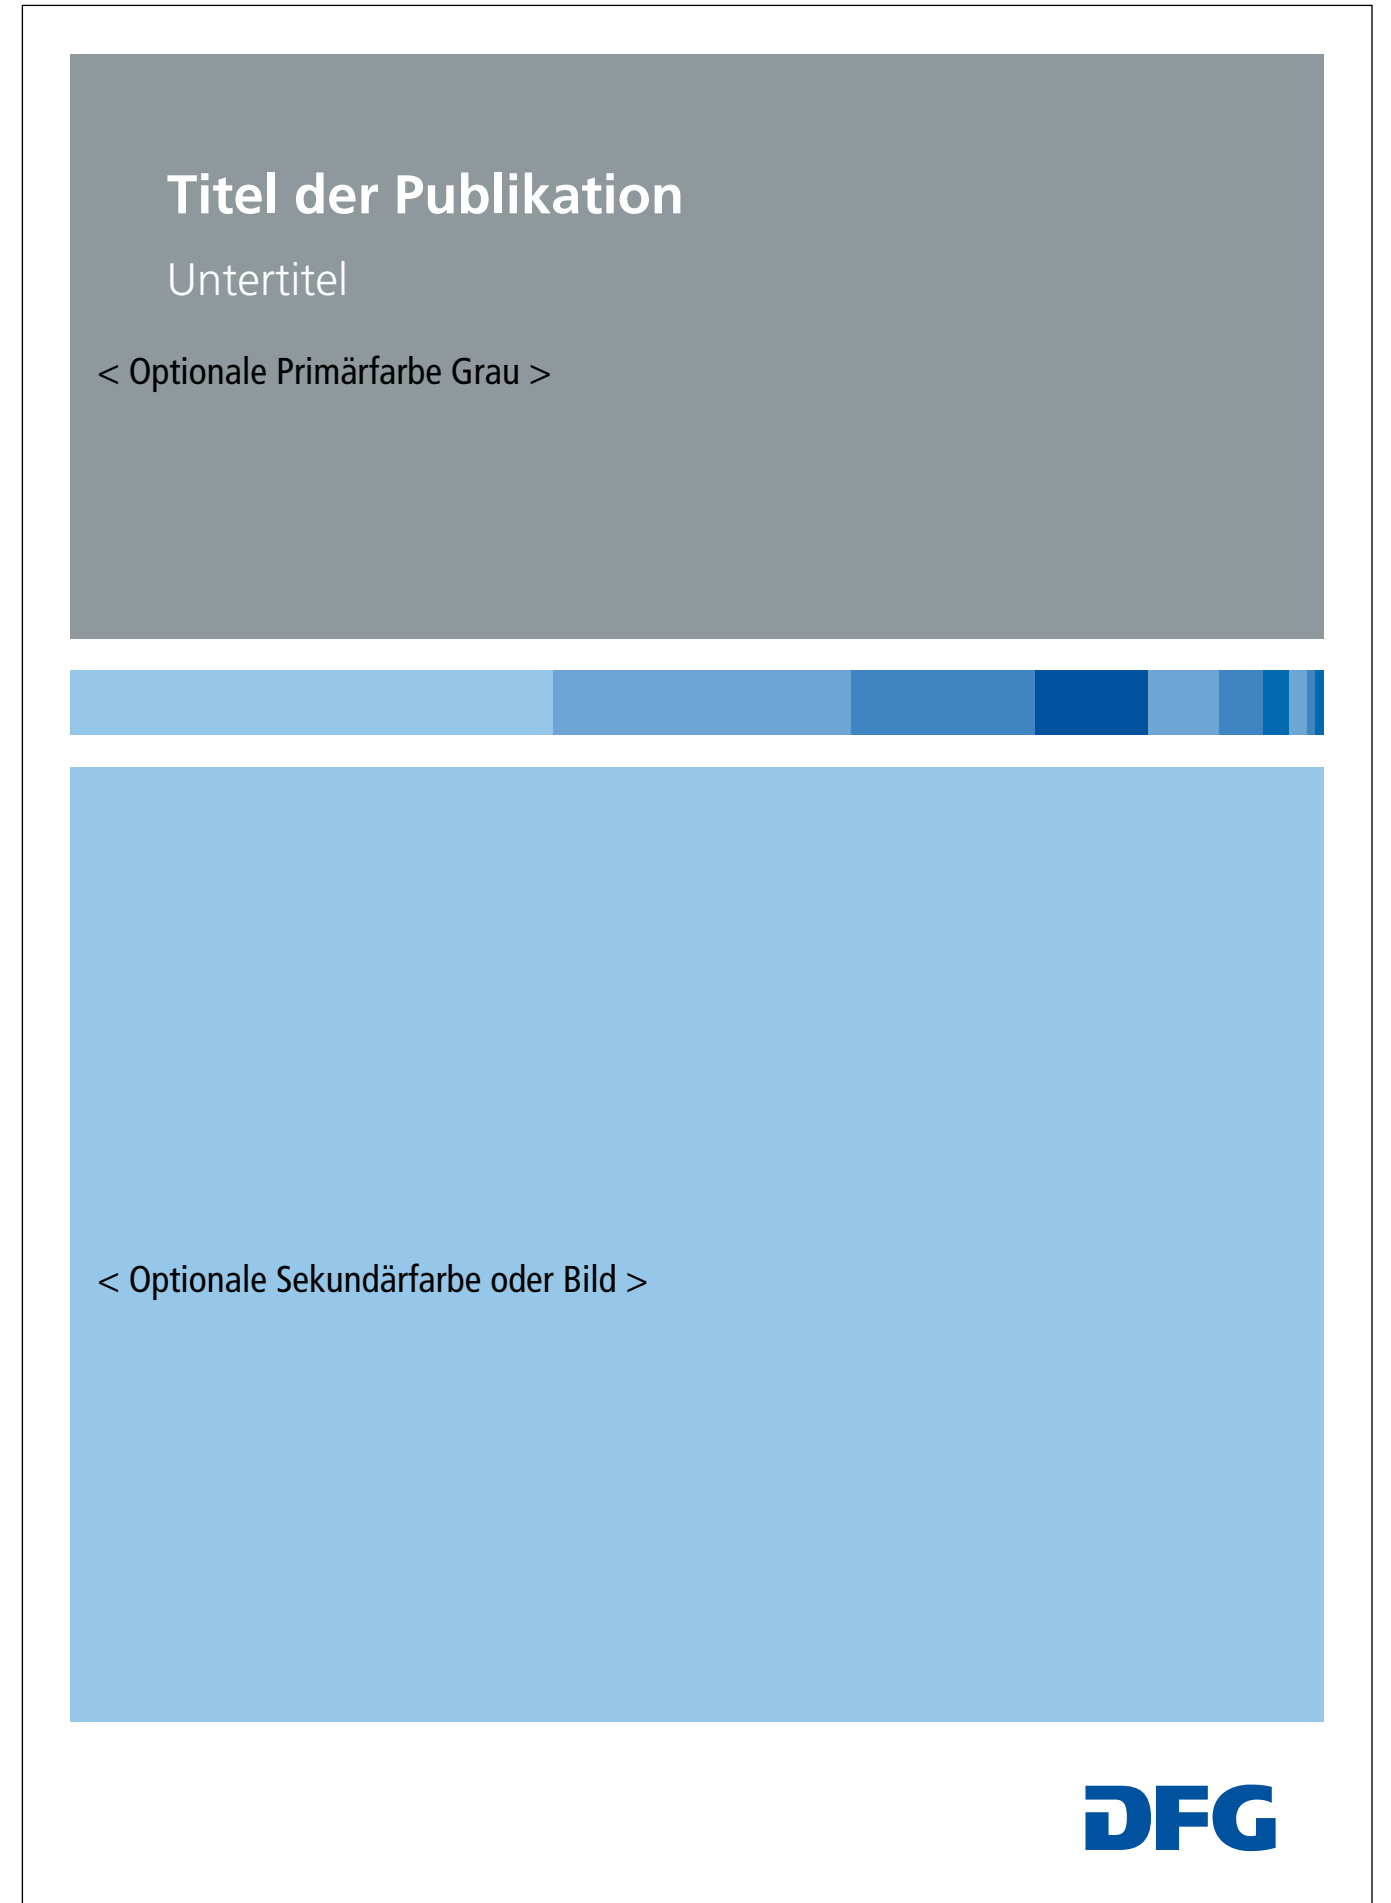 Titel der Publikation
Untertitel
< Optionale Primärfarbe Grau >
< Optionale Sekundärfarbe oder Bild >
DFG